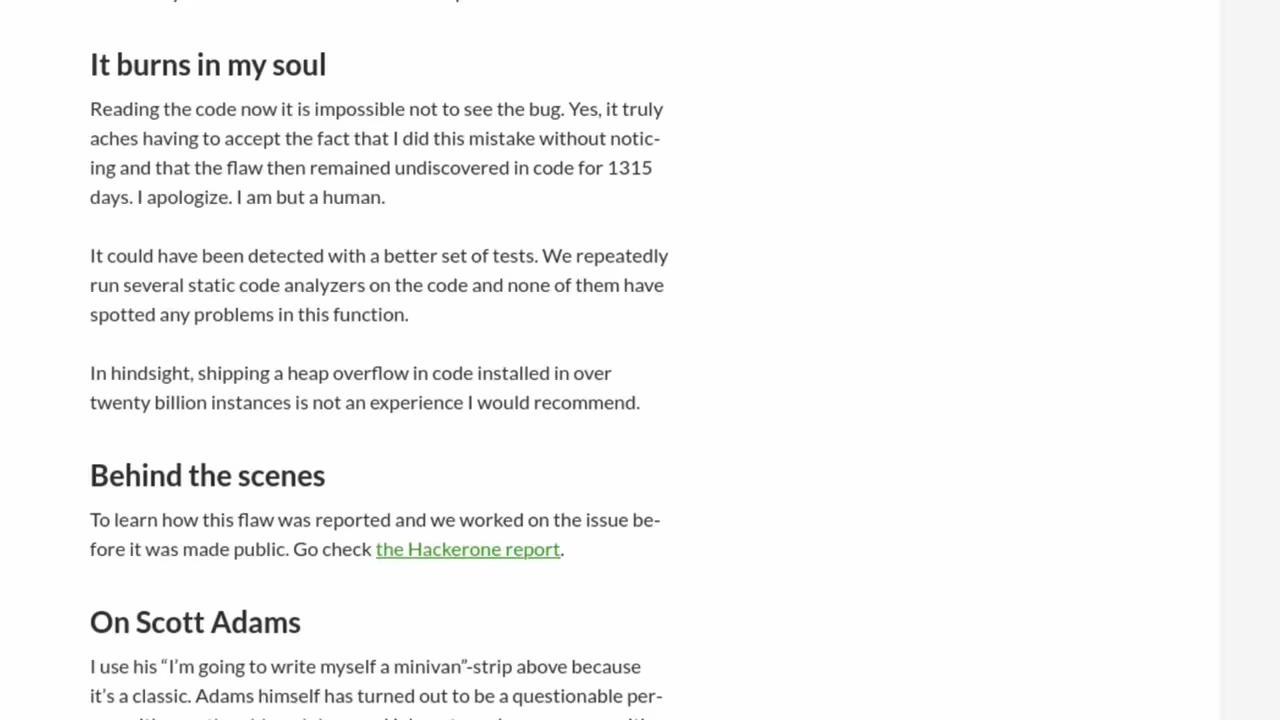 It burns in my soul
Reading the code now it is impossible not to see the bug. Yes, it truly
aches having to accept the fact that I did this mistake without notic-
ing and that the flaw then remained undiscovered in code for 1315
days. I apologize. I am but a human.
It could have been detected with a better set of tests. We repeatedly
run several static code analyzers on the code and none of them have
spotted any problems in this function.
In hindsight, shipping a heap overflow in code installed in over
twenty billion instances is not an experience I would recommend.
Behind the scenes
To learn how this flaw was reported and we worked on the issue be-
fore it was made public. Go check the Hackerone report.
On Scott Adams
I use his “I’m going to write myself a minivan”-strip above because
it’s a classic. Adams himself has turned out to be a questionable per-